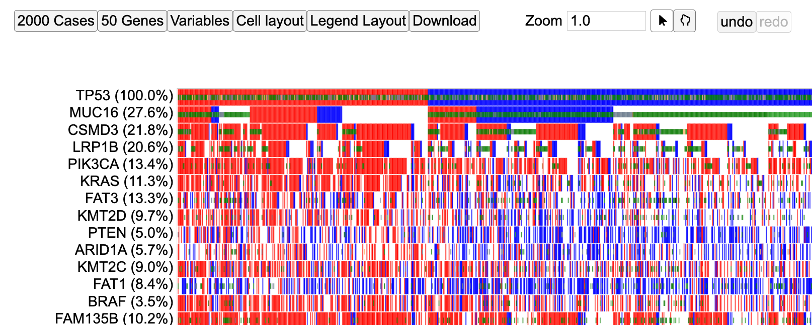 2000 Cases 50 Genes Variables Cell layout Legend Layout Download Zoom 1.0 undo redo
TP53 (100.0%)
MUC16 (27.6%)
CSMD3 (21.8%)
LRP1B (20.6%)
PIK3CA (13.4%)
KRAS (11.3%)
FAT3 (13.3%)
KMT2D (9.7%)
PTEN (5.0%)
ARID1A (5.7%)
KMT2C (9.0%)
FAT1 (8.4%)
BRAF (3.5%)
FAM135B (10.2%)